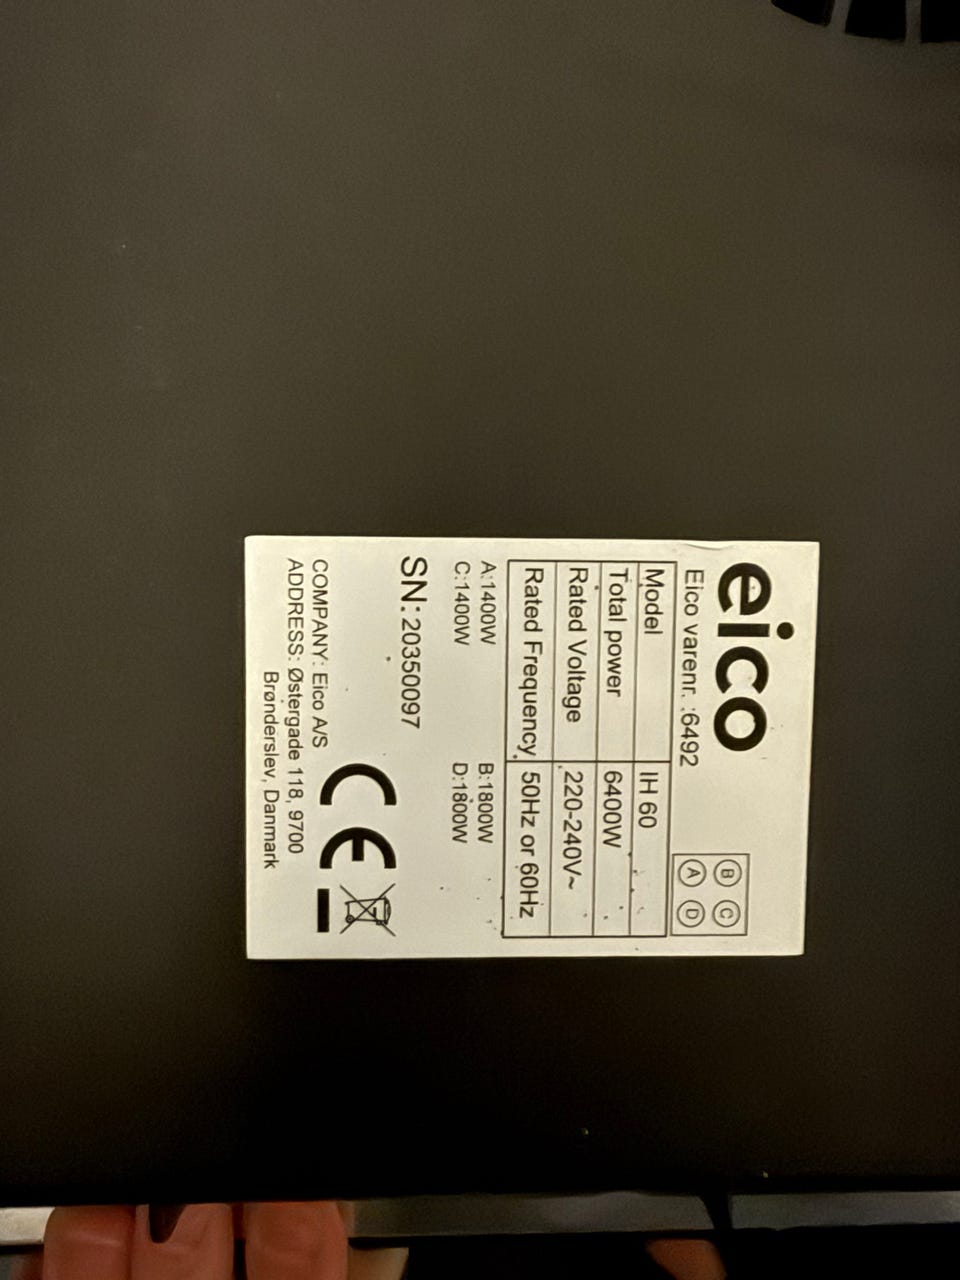 eico
Eico varenr. :6492
B C
A D
Model IH 60
Total power 6400W
Rated Voltage 220-240V~
Rated Frequency 50Hz or 60Hz
A:1400W B:1800W
C:1400W D:1800W
SN: 20350097
CE
COMPANY: Eico A/S
ADDRESS: Østergade 118, 9700
Brønderslev, Danmark